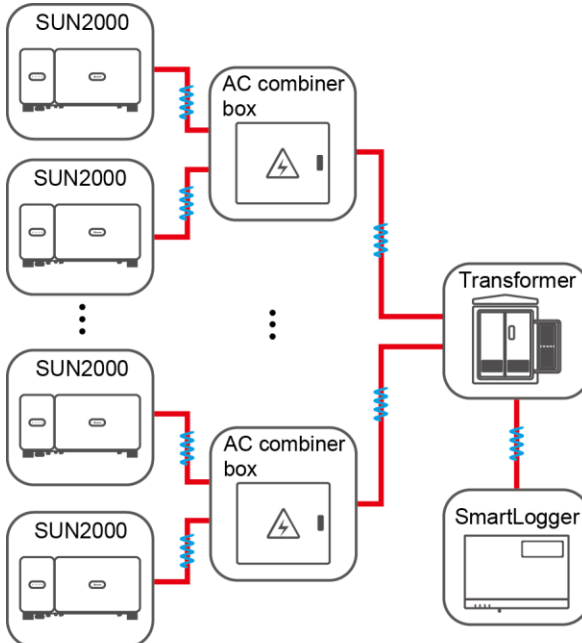 SUN2000
AC combiner
box
SUN2000
Transformer
SUN2000
AC combiner
box
SmartLogger
SUN2000